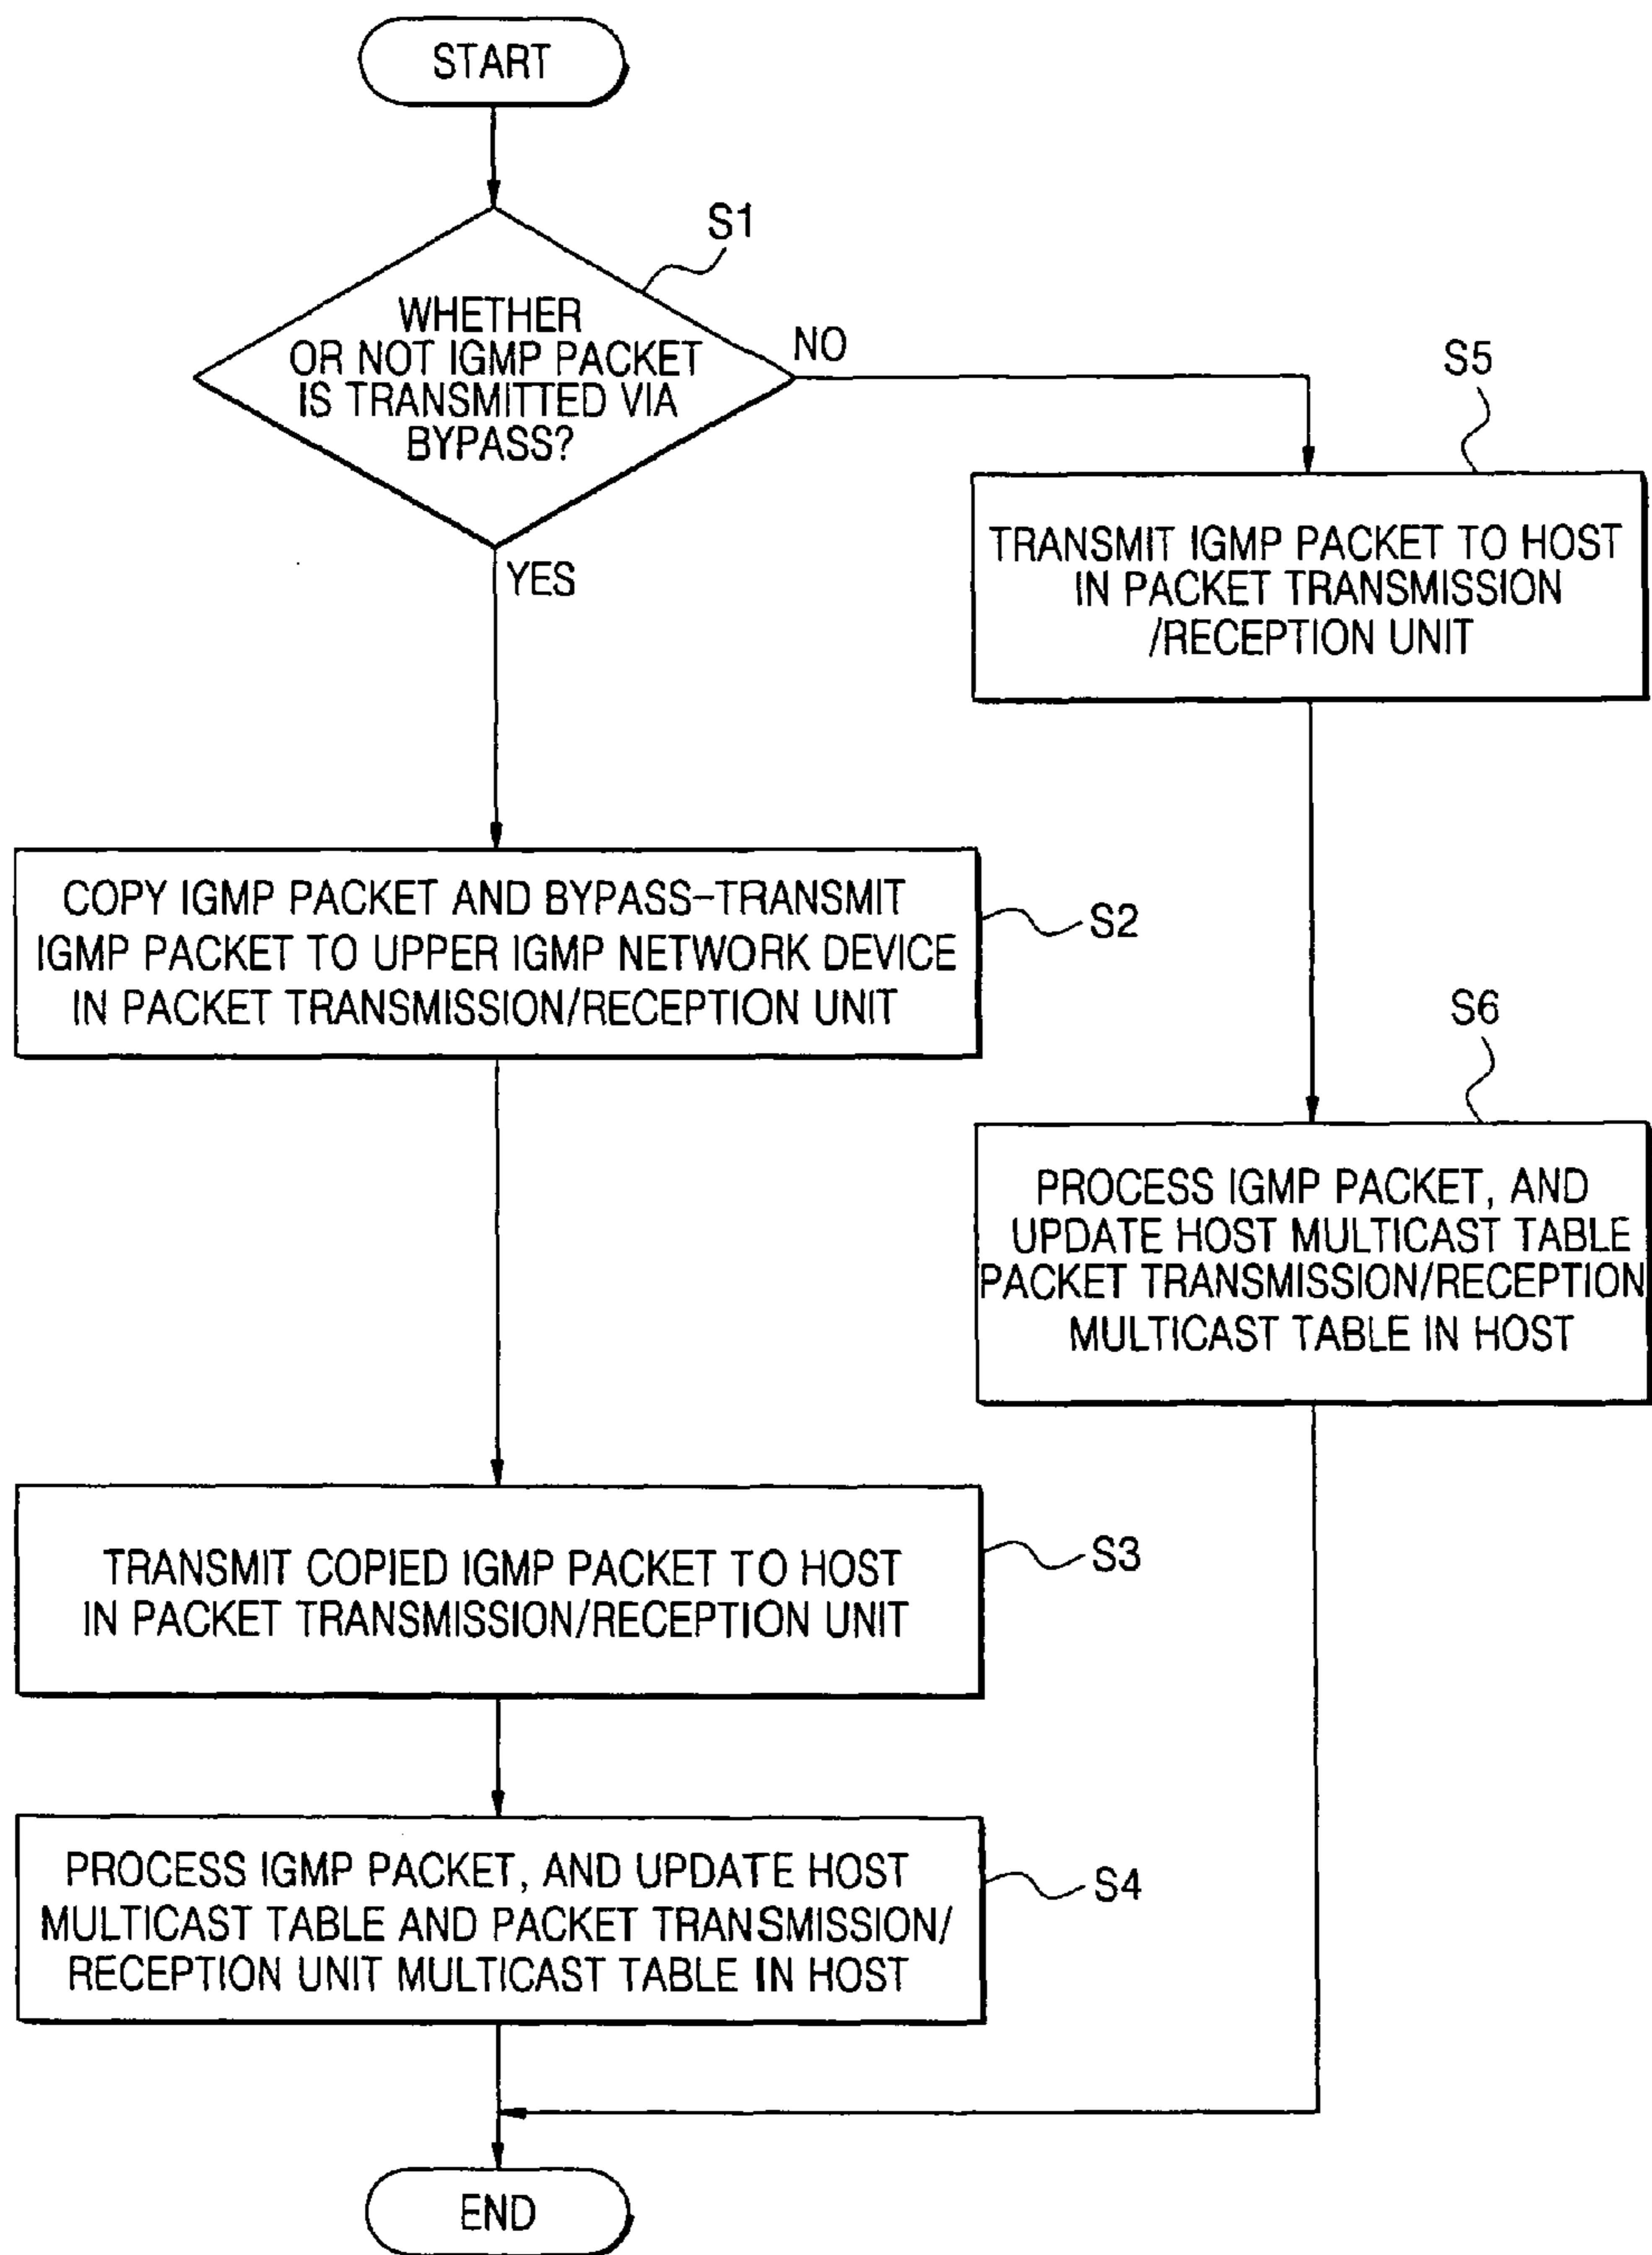 START
S1
WHETHER
OR NOT IGMP PACKET
IS TRANSMITTED VIA
BYPASS?
NO
YES
S5
TRANSMIT IGMP PACKET TO HOST
IN PACKET TRANSMISSION
/RECEPTION UNIT
COPY IGMP PACKET AND BYPASS-TRANSMIT
IGMP PACKET TO UPPER IGMP NETWORK DEVICE
IN PACKET TRANSMISSION/RECEPTION UNIT
S2
S6
PROCESS IGMP PACKET, AND
UPDATE HOST MULTICAST TABLE
PACKET TRANSMISSION/RECEPTION
MULTICAST TABLE IN HOST
TRANSMIT COPIED IGMP PACKET TO HOST
IN PACKET TRANSMISSION/RECEPTION UNIT
S3
PROCESS IGMP PACKET, AND UPDATE HOST
MULTICAST TABLE AND PACKET TRANSMISSION/
RECEPTION UNIT MULTICAST TABLE IN HOST
S4
END